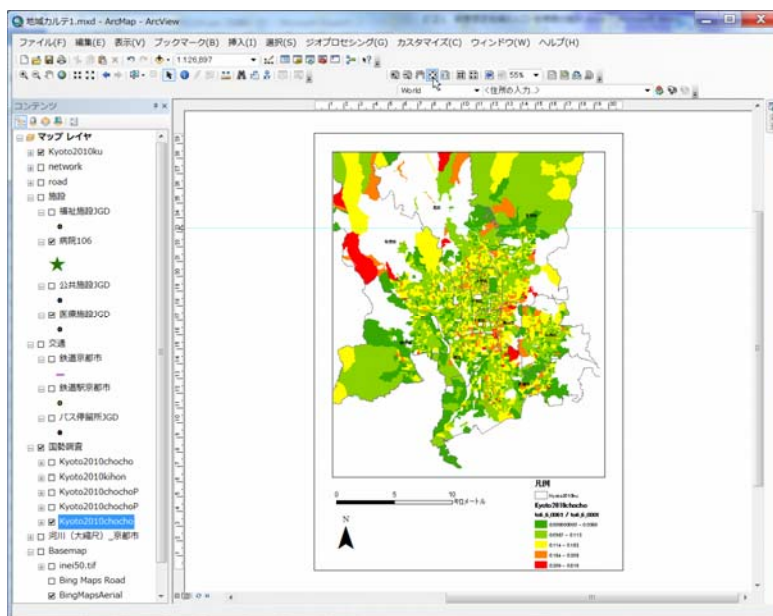 地域カルテ1.mxd - ArcMap - ArcView
ファイル(F) 編集(E) 表示(V) ブックマーク(B) 挿入(I) 選択(S) ジオプロセシング(G) カスタマイズ(C) ウィンドウ(W) ヘルプ(H)
1:126,897
55%
World
<住所の入力...>
コンテンツ
マップ レイヤ
Kyoto2010ku
network
road
施設
福祉施設JGD
病院106
公共施設JGD
医療施設JGD
交通
鉄道京都市
鉄道駅京都市
バス停留所JGD
国勢調査
Kyoto2010chocho
Kyoto2010kihon
Kyoto2010chochoP
Kyoto2010chochoP
Kyoto2010chocho
河川（大縮尺）_京都市
Basemap
inei50.tif
Bing Maps Road
BingMapsAerial
0 5 10
キロメートル
N
凡例
Kyoto2010ku
Kyoto2010chocho